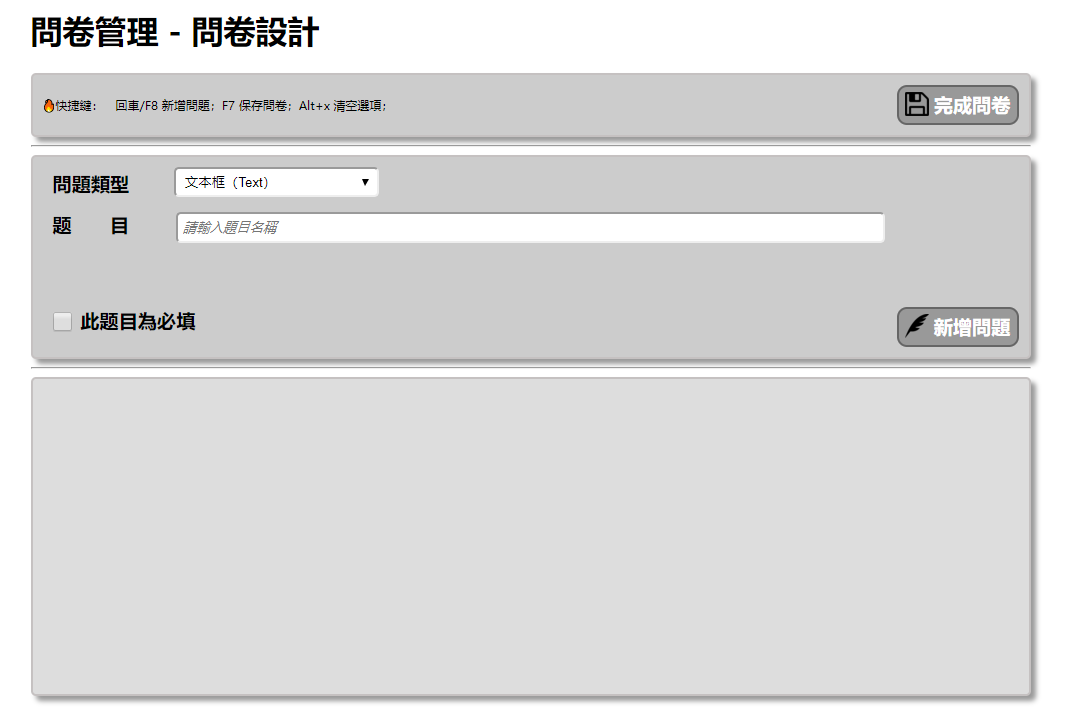 問卷管理 - 問卷設計
快捷鍵： 回車/F8 新增問題；F7 保存問卷；Alt+x 清空選項；
完成問卷
問題類型 文本框（Text）
题 目 請輸入題目名稱
此题目為必填
新增問題